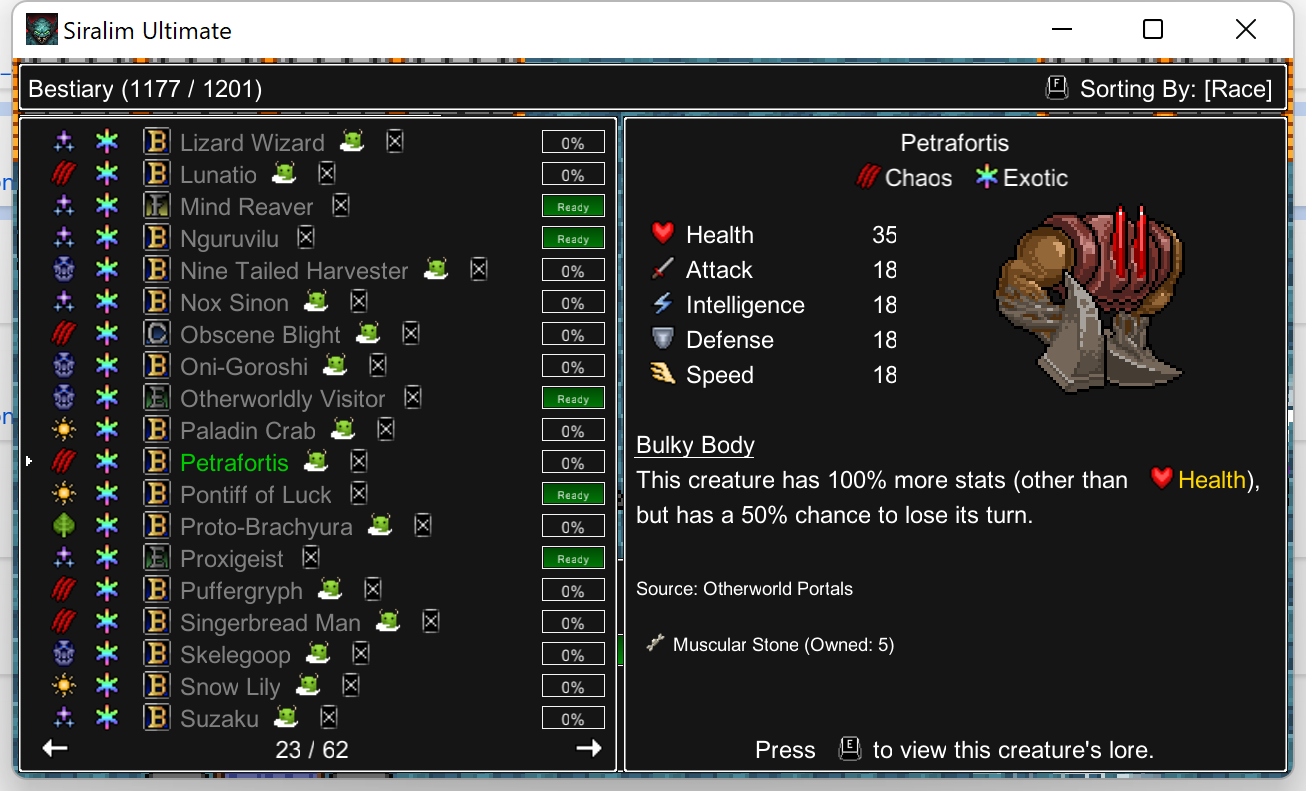 Siralim Ultimate
Bestiary (1177 / 1201)
F Sorting By: [Race]
B Lizard Wizard 0%
B Lunatio 0%
F Mind Reaver Ready
B Nguruvilu Ready
B Nine Tailed Harvester 0%
B Nox Sinon 0%
C Obscene Blight 0%
B Oni-Goroshi 0%
E Otherworldly Visitor Ready
B Paladin Crab 0%
B Petrafortis 0%
B Pontiff of Luck Ready
B Proto-Brachyura 0%
E Proxigeist Ready
B Puffergryph 0%
B Singerbread Man 0%
B Skelegoop 0%
B Snow Lily 0%
B Suzaku 0%
23 / 62
Petrafortis
Chaos Exotic
Health 35
Attack 18
Intelligence 18
Defense 18
Speed 18
Bulky Body
This creature has 100% more stats (other than Health),
but has a 50% chance to lose its turn.
Source: Otherworld Portals
Muscular Stone (Owned: 5)
Press E to view this creature's lore.